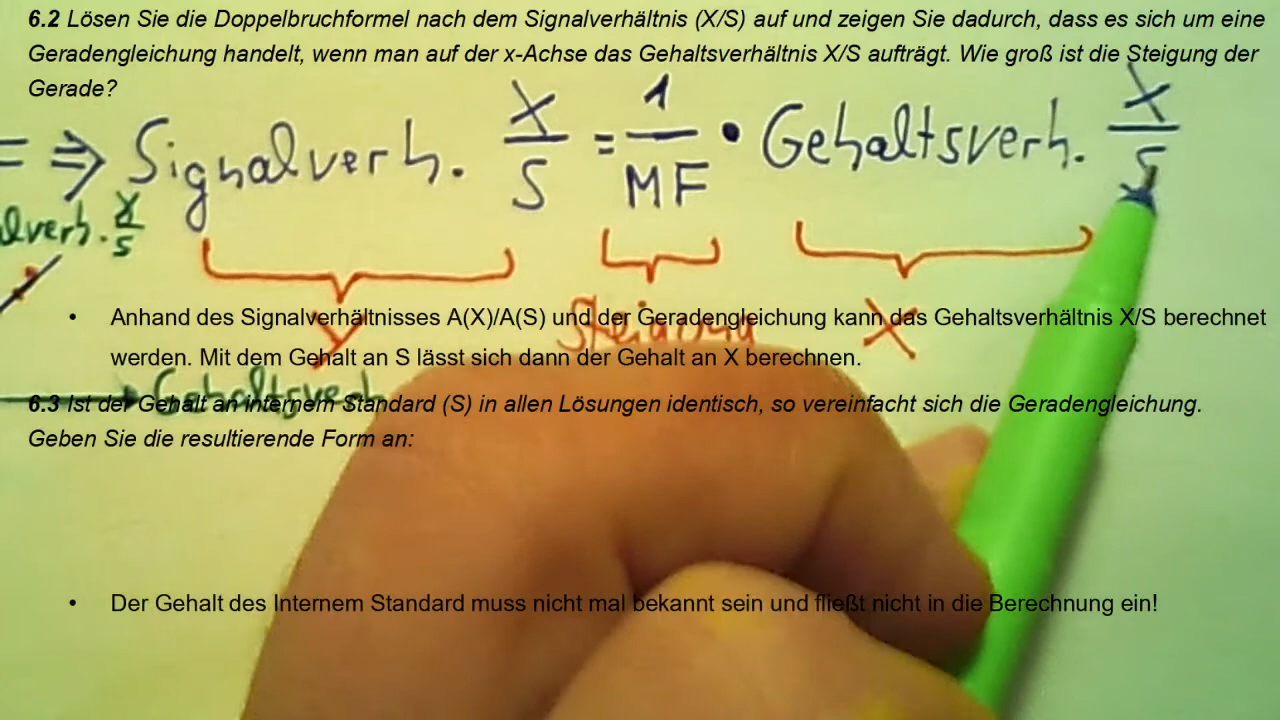 6.2 Lösen Sie die Doppelbruchformel nach dem Signalverhältnis (X/S) auf und zeigen Sie dadurch, dass es sich um eine
Geradengleichung handelt, wenn man auf der x-Achse das Gehaltsverhältnis X/S aufträgt. Wie groß ist die Steigung der
Gerade?
= ⇒ Signalverh. X/S = 1/MF • Gehaltsverh. X/S
alverh. X/S
y Steigung X
• Anhand des Signalverhältnisses A(X)/A(S) und der Geradengleichung kann das Gehaltsverhältnis X/S berechnet
werden. Mit dem Gehalt an S lässt sich dann der Gehalt an X berechnen.
Gehaltsverh.
6.3 Ist der Gehalt an internem Standard (S) in allen Lösungen identisch, so vereinfacht sich die Geradengleichung.
Geben Sie die resultierende Form an:
• Der Gehalt des Internem Standard muss nicht mal bekannt sein und fließt nicht in die Berechnung ein!